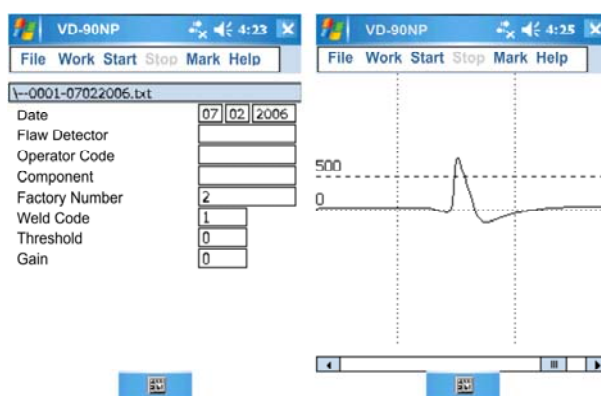 VD-90NP 4:23
File Work Start Stop Mark Help
\--0001-07022006.txt
Date 07 02 2006
Flaw Detector
Operator Code
Component
Factory Number 2
Weld Code 1
Threshold 0
Gain 0
VD-90NP 4:25
File Work Start Stop Mark Help
500
0